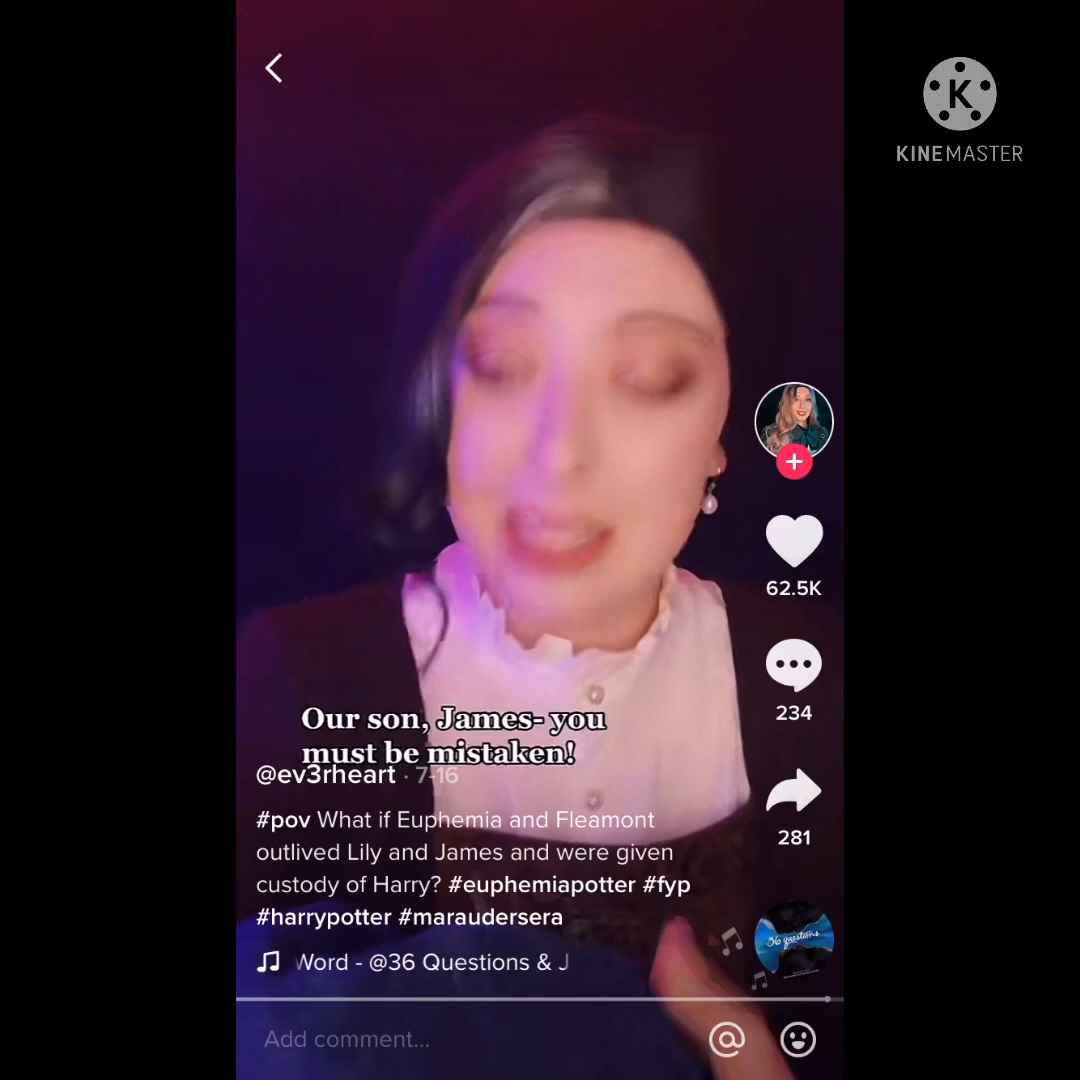 K
KINEMASTER
62.5K
234
Our son, James- you
must be mistaken!
@ev3rheart · 7-16
281
#pov What if Euphemia and Fleamont
outlived Lily and James and were given
custody of Harry? #euphemiapotter #fyp
#harrypotter #maraudersera
36 questions
Word - @36 Questions & J
Add comment...